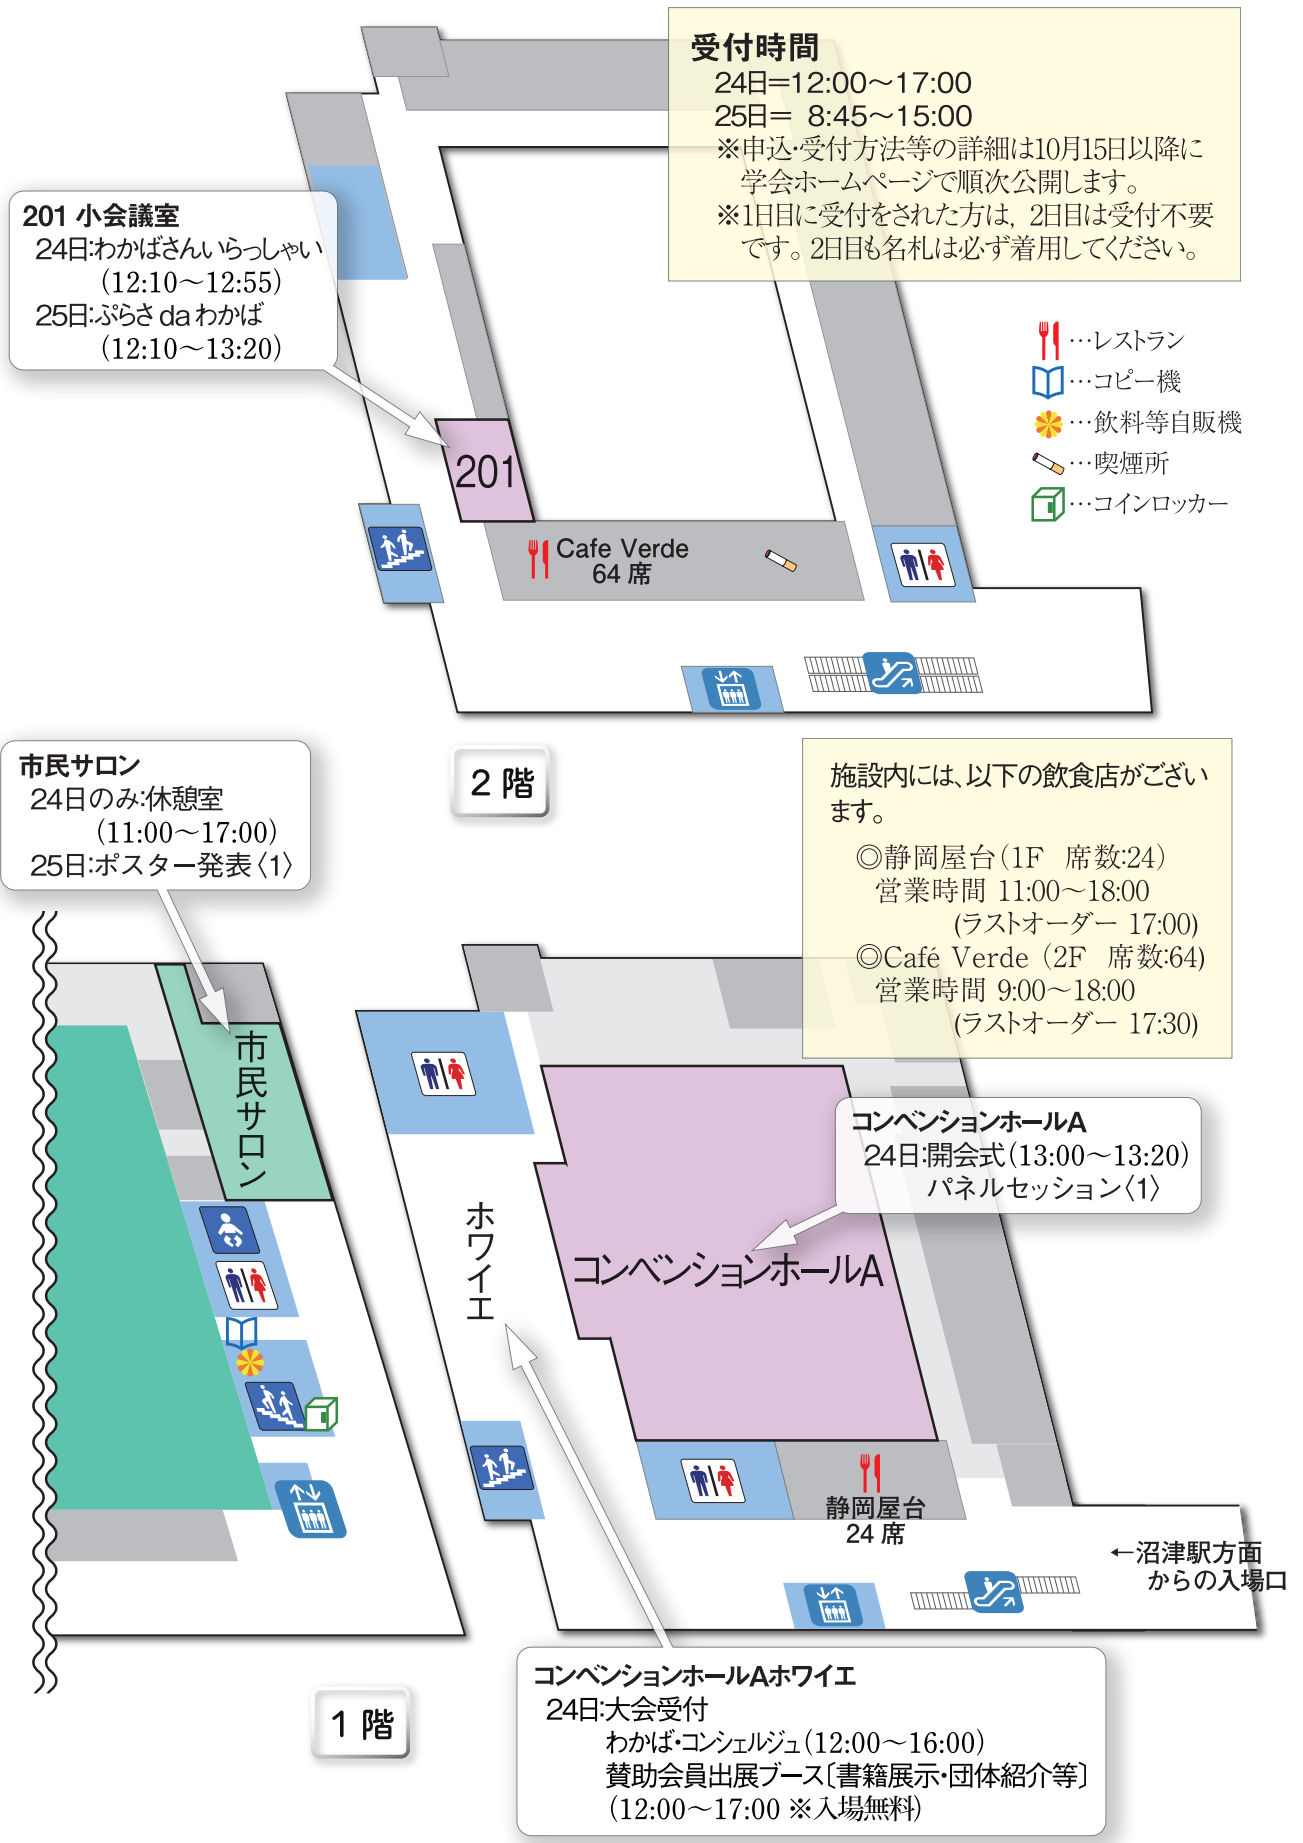 受付時間
24日=12:00〜17:00
25日= 8:45〜15:00
※申込・受付方法等の詳細は10月15日以降に
学会ホームページで順次公開します。
※1日目に受付をされた方は, 2日目は受付不要
です。2日目も名札は必ず着用してください。
201 小会議室
24日:わかばさんいらっしゃい
(12:10〜12:55)
25日:ぷらさ da わかば
(12:10〜13:20)
…レストラン
…コピー機
…飲料等自販機
…喫煙所
…コインロッカー
201
Cafe Verde
64 席
2 階
市民サロン
24日のみ:休憩室
(11:00〜17:00)
25日:ポスター発表〈1〉
施設内には、以下の飲食店がござい
ます。
◎静岡屋台(1F 席数:24)
営業時間 11:00〜18:00
(ラストオーダー 17:00)
◎Café Verde (2F 席数:64)
営業時間 9:00〜18:00
(ラストオーダー 17:30)
市民サロン
コンベンションホールA
24日:開会式(13:00〜13:20)
パネルセッション〈1〉
ホワイエ
コンベンションホールA
静岡屋台
24 席
←沼津駅方面
からの入場口
コンベンションホールAホワイエ
24日:大会受付
わかば・コンシェルジュ(12:00〜16:00)
賛助会員出展ブース〔書籍展示・団体紹介等〕
(12:00〜17:00 ※入場無料)
1 階